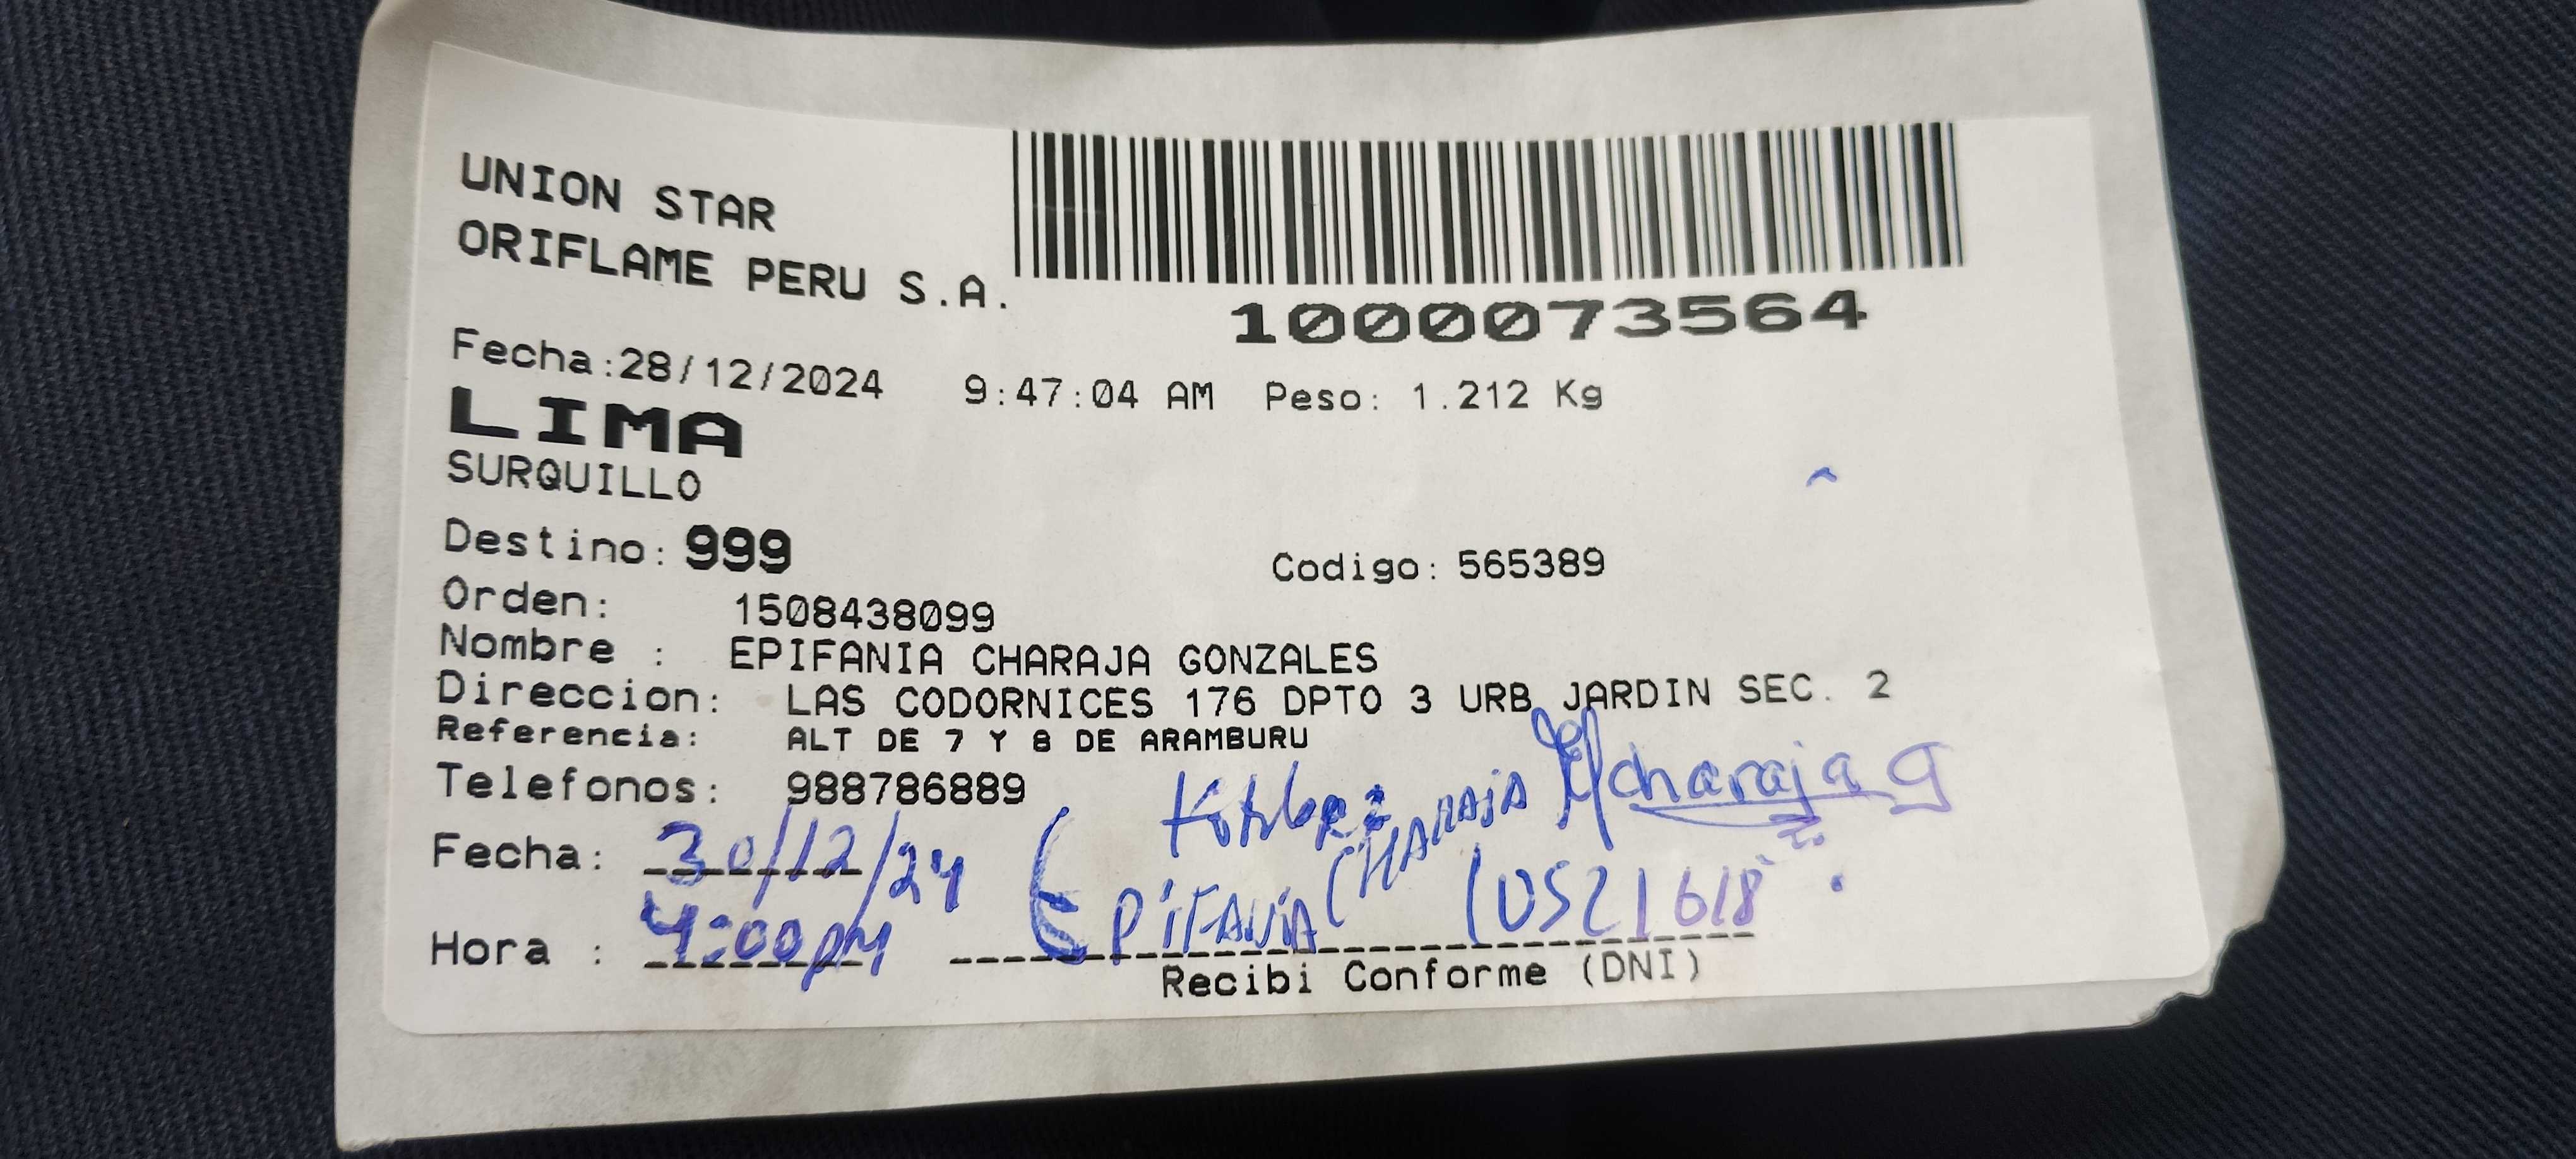 UNION STAR
ORIFLAME PERU S.A.
1000073564
Fecha:28/12/2024 9:47:04 AM Peso: 1.212 Kg
LIMA
SURQUILLO
Destino: 999 Codigo: 565389
Orden: 1508438099
Nombre : EPIFANIA CHARAJA GONZALES
Direccion: LAS CODORNICES 176 DPTO 3 URB JARDIN SEC. 2
Referencia: ALT DE 7 Y 8 DE ARAMBURU
Telefonos: 988786889
charaja g
Fecha: 30/12/24
Hora : 4:00pm EPIFANIA CHARAJA 10521618
Recibi Conforme (DNI)